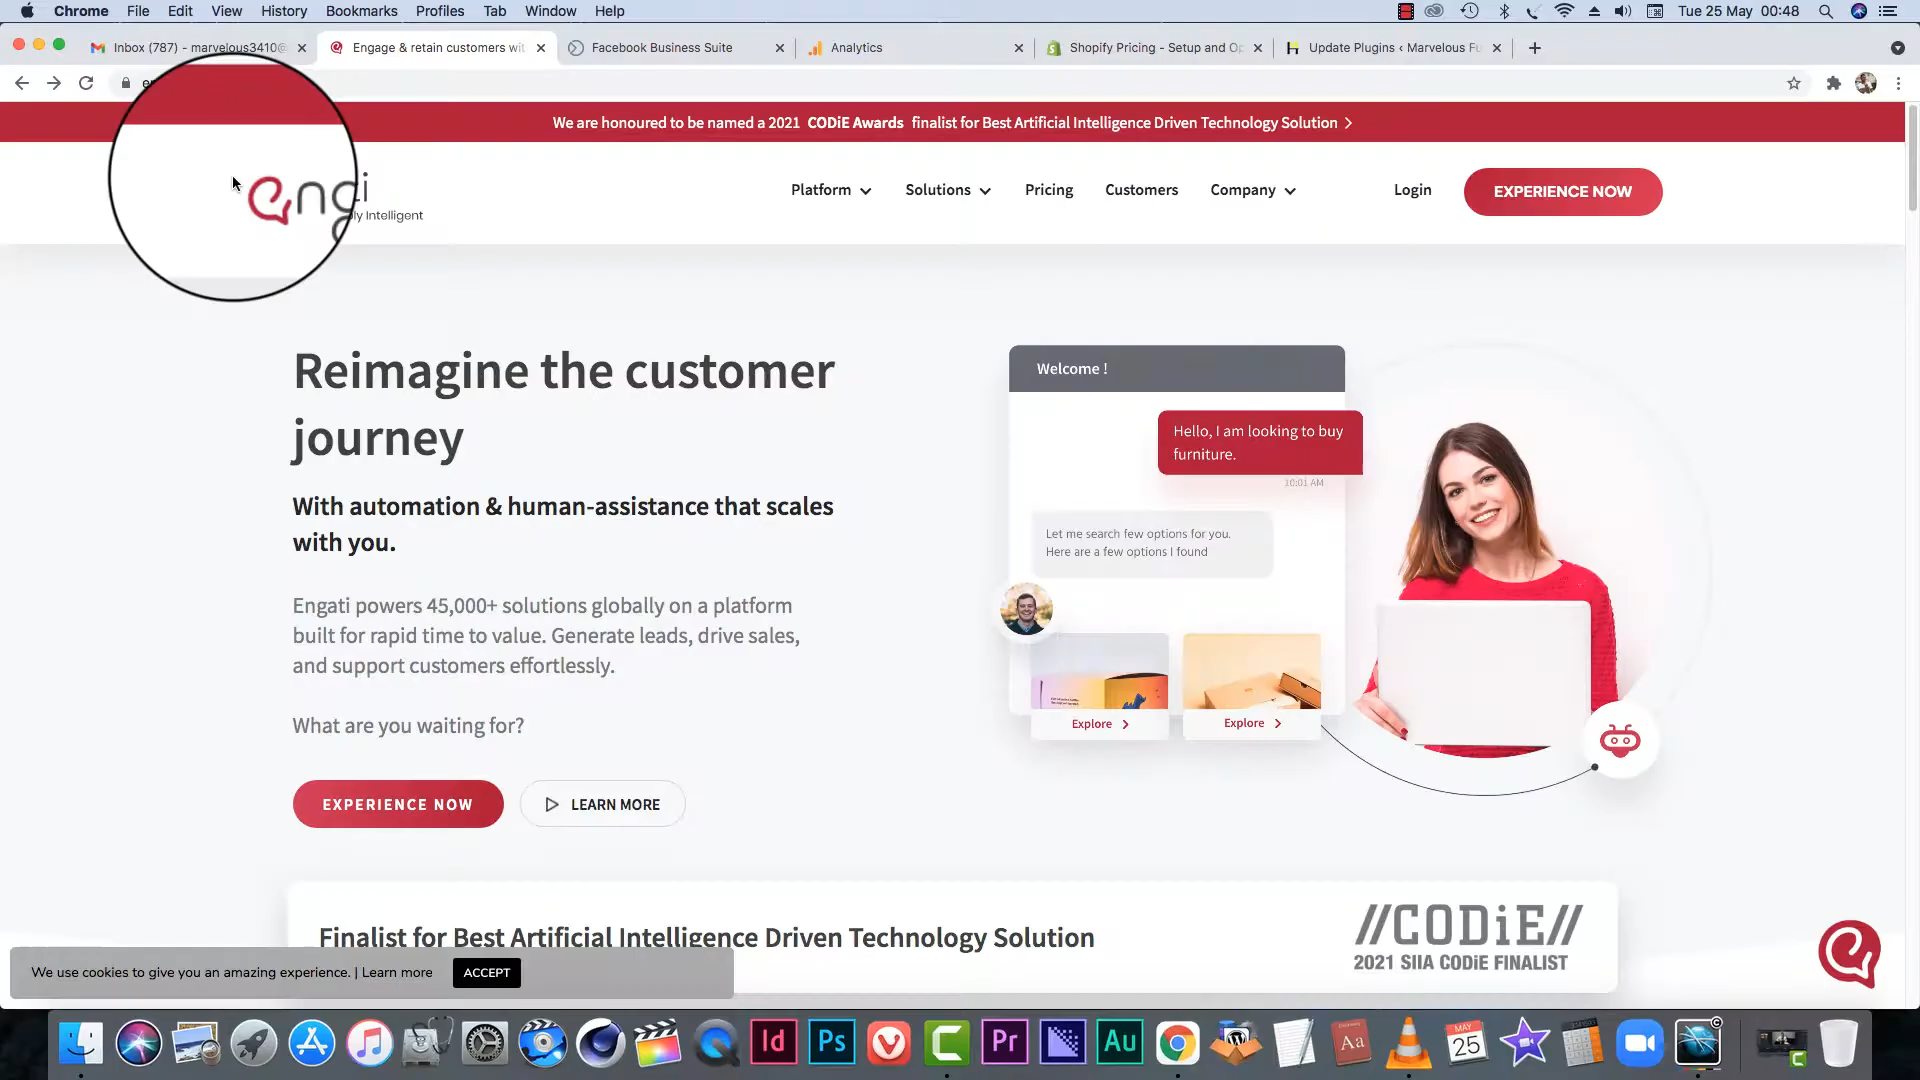 Chrome File Edit View History Bookmarks Profiles Tab Window Help Tue 25 May 00:48
Inbox (787) - marvelous3410@ Engage & retain customers wit Facebook Business Suite Analytics Shopify Pricing - Setup and Op Update Plugins ‹ Marvelous Fu
We are honoured to be named a 2021 CODiE Awards finalist for Best Artificial Intelligence Driven Technology Solution >
Platform Solutions Pricing Customers Company Login EXPERIENCE NOW
engati
ly Intelligent
Reimagine the customer
journey
With automation & human-assistance that scales
with you.
Engati powers 45,000+ solutions globally on a platform
built for rapid time to value. Generate leads, drive sales,
and support customers effortlessly.
What are you waiting for?
EXPERIENCE NOW LEARN MORE
Welcome !
Hello, I am looking to buy
furniture.
10:01 AM
Let me search few options for you.
Here are a few options I found
Explore >
Explore >
Finalist for Best Artificial Intelligence Driven Technology Solution
//CODiE//
2021 SIIA CODiE FINALIST
We use cookies to give you an amazing experience. | Learn more ACCEPT
Id Ps Pr Au Aa MAY 25